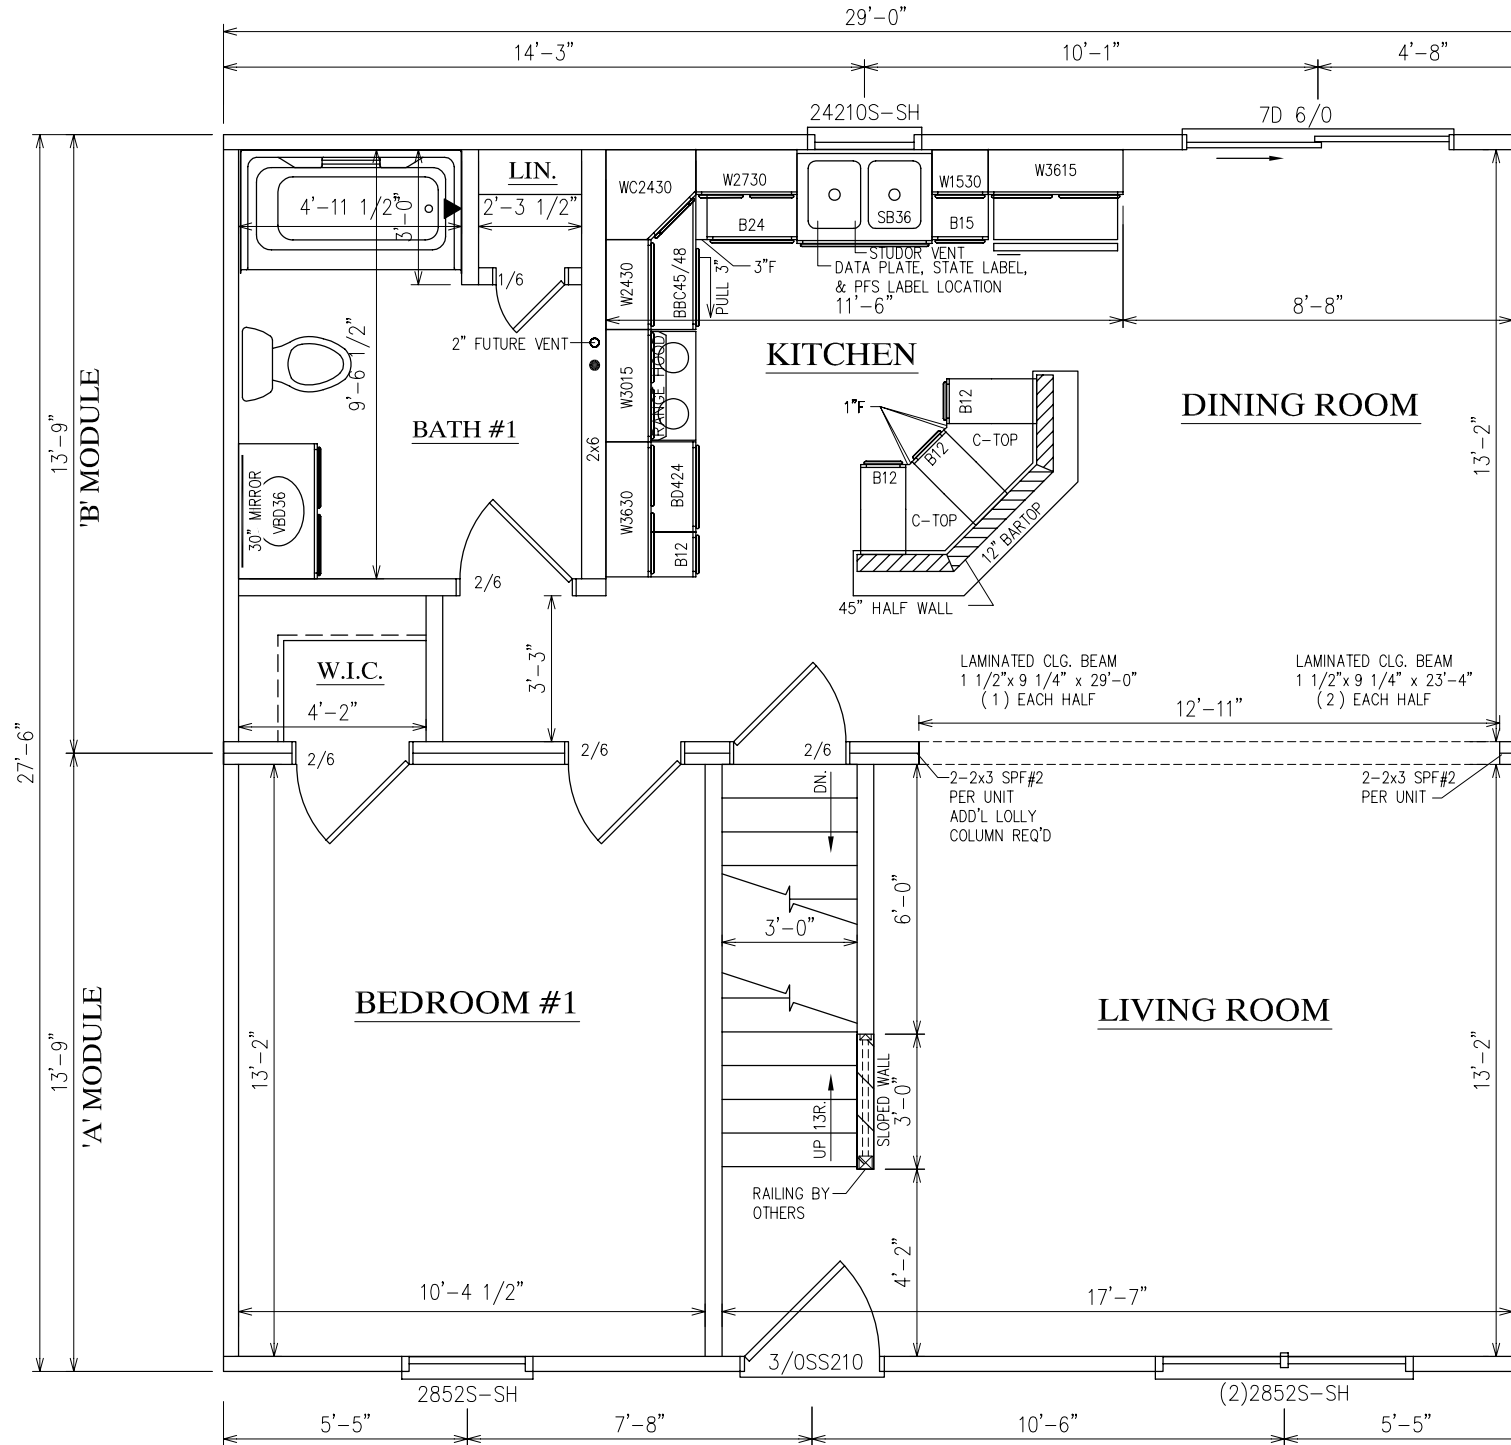 29'-0"
14'-3"
10'-1"
4'-8"
24210S-SH
7D 6/0
LIN.
WC2430
W2730
W1530
W3615
4'-11 1/2"
3'-0"
2'-3 1/2"
B24
SB36
B15
STUDOR VENT
DATA PLATE, STATE LABEL,
& PFS LABEL LOCATION
3"F
PULL 3"
1/6
W2430
BBC45/48
11'-6"
8'-8"
2" FUTURE VENT
KITCHEN
9'-6 1/2"
W3015
RANGE HOOD
1"F
B12
DINING ROOM
BATH #1
C-TOP
B12
2x6
13'-9"
'B' MODULE
13'-2"
30" MIRROR
VBD36
W3630
BD424
B12
B12
C-TOP
12" BARTOP
2/6
B12
45" HALF WALL
3'-3"
W.I.C.
LAMINATED CLG. BEAM
1 1/2"x 9 1/4" x 29'-0"
(1) EACH HALF
LAMINATED CLG. BEAM
1 1/2"x 9 1/4" x 23'-4"
(2) EACH HALF
4'-2"
12'-11"
27'-6"
2/6
2/6
2/6
DN.
2-2x3 SPF#2
PER UNIT
ADD'L LOLLY
COLUMN REQ'D
2-2x3 SPF#2
PER UNIT
6'-0"
3'-0"
BEDROOM #1
LIVING ROOM
13'-9"
'A' MODULE
13'-2"
UP 13R.
SLOPED WALL
3'-0"
13'-2"
RAILING BY
OTHERS
4'-2"
10'-4 1/2"
17'-7"
3/0SS210
2852S-SH
(2)2852S-SH
5'-5"
7'-8"
10'-6"
5'-5"